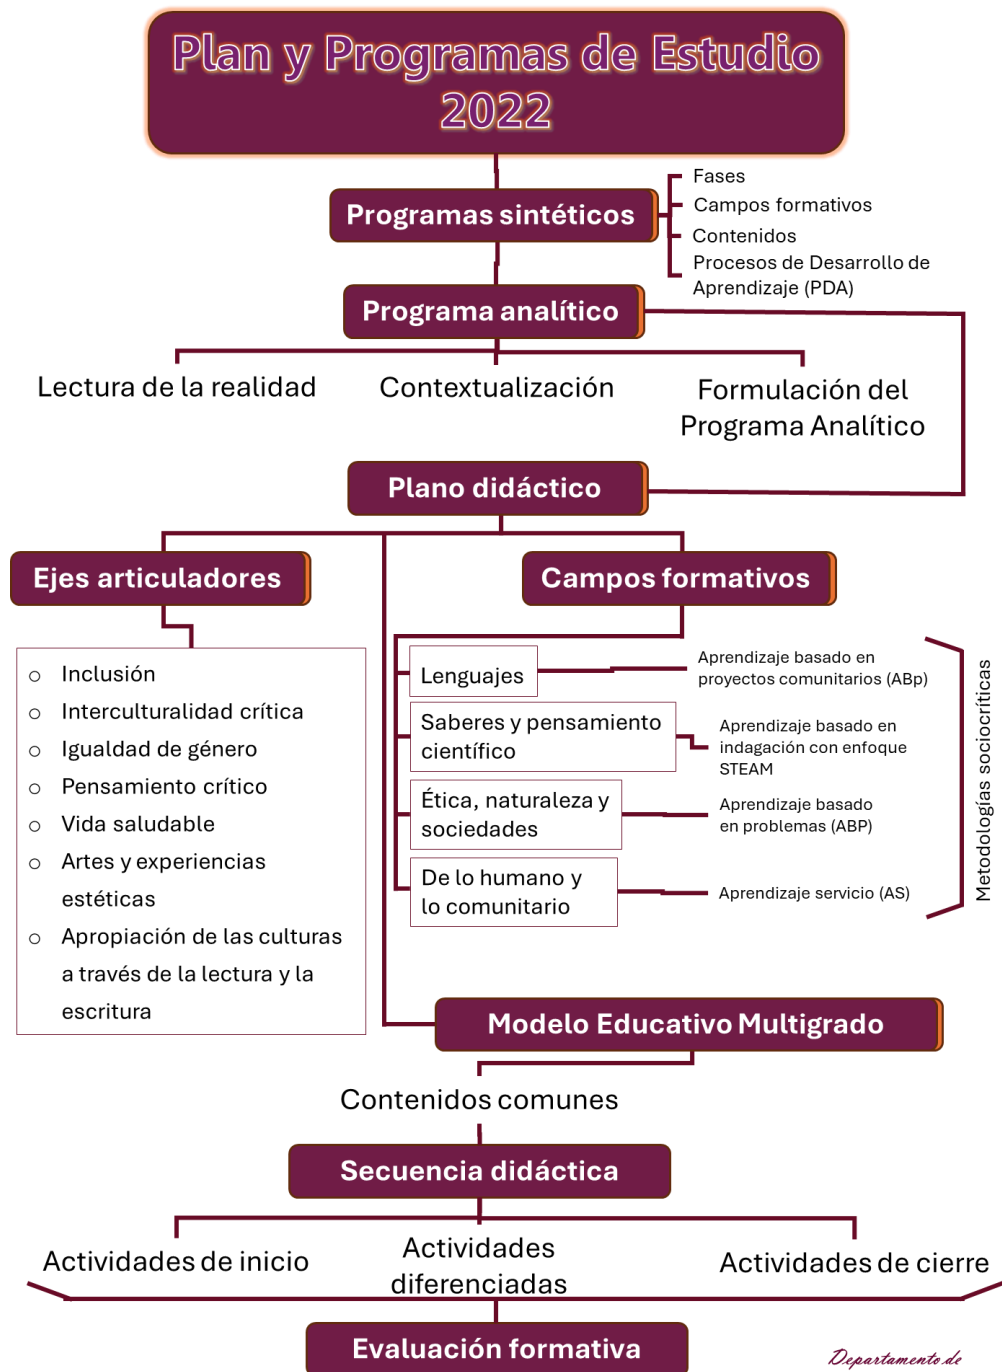 Plan y Programas de Estudio
2022
Programas sintéticos
Fases
Campos formativos
Contenidos
Procesos de Desarrollo de
Aprendizaje (PDA)
Programa analítico
Lectura de la realidad
Contextualización
Formulación del
Programa Analítico
Plano didáctico
Ejes articuladores
o Inclusión
o Interculturalidad crítica
o Igualdad de género
o Pensamiento crítico
o Vida saludable
o Artes y experiencias
estéticas
o Apropiación de las culturas
a través de la lectura y la
escritura
Campos formativos
Lenguajes
Aprendizaje basado en
proyectos comunitarios (ABp)
Saberes y pensamiento
científico
Aprendizaje basado en
indagación con enfoque
STEAM
Ética, naturaleza y
sociedades
Aprendizaje basado
en problemas (ABP)
De lo humano y
lo comunitario
Aprendizaje servicio (AS)
Metodologías sociocríticas
Modelo Educativo Multigrado
Contenidos comunes
Secuencia didáctica
Actividades de inicio
Actividades
diferenciadas
Actividades de cierre
Evaluación formativa
Departamento de